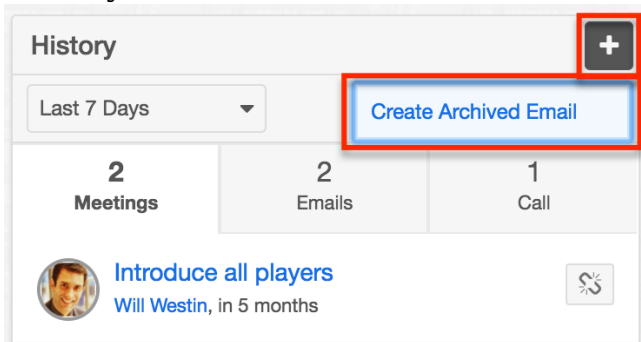 History
+
Last 7 Days
Create Archived Email
2
Meetings
2
Emails
1
Call
Introduce all players
Will Westin, in 5 months